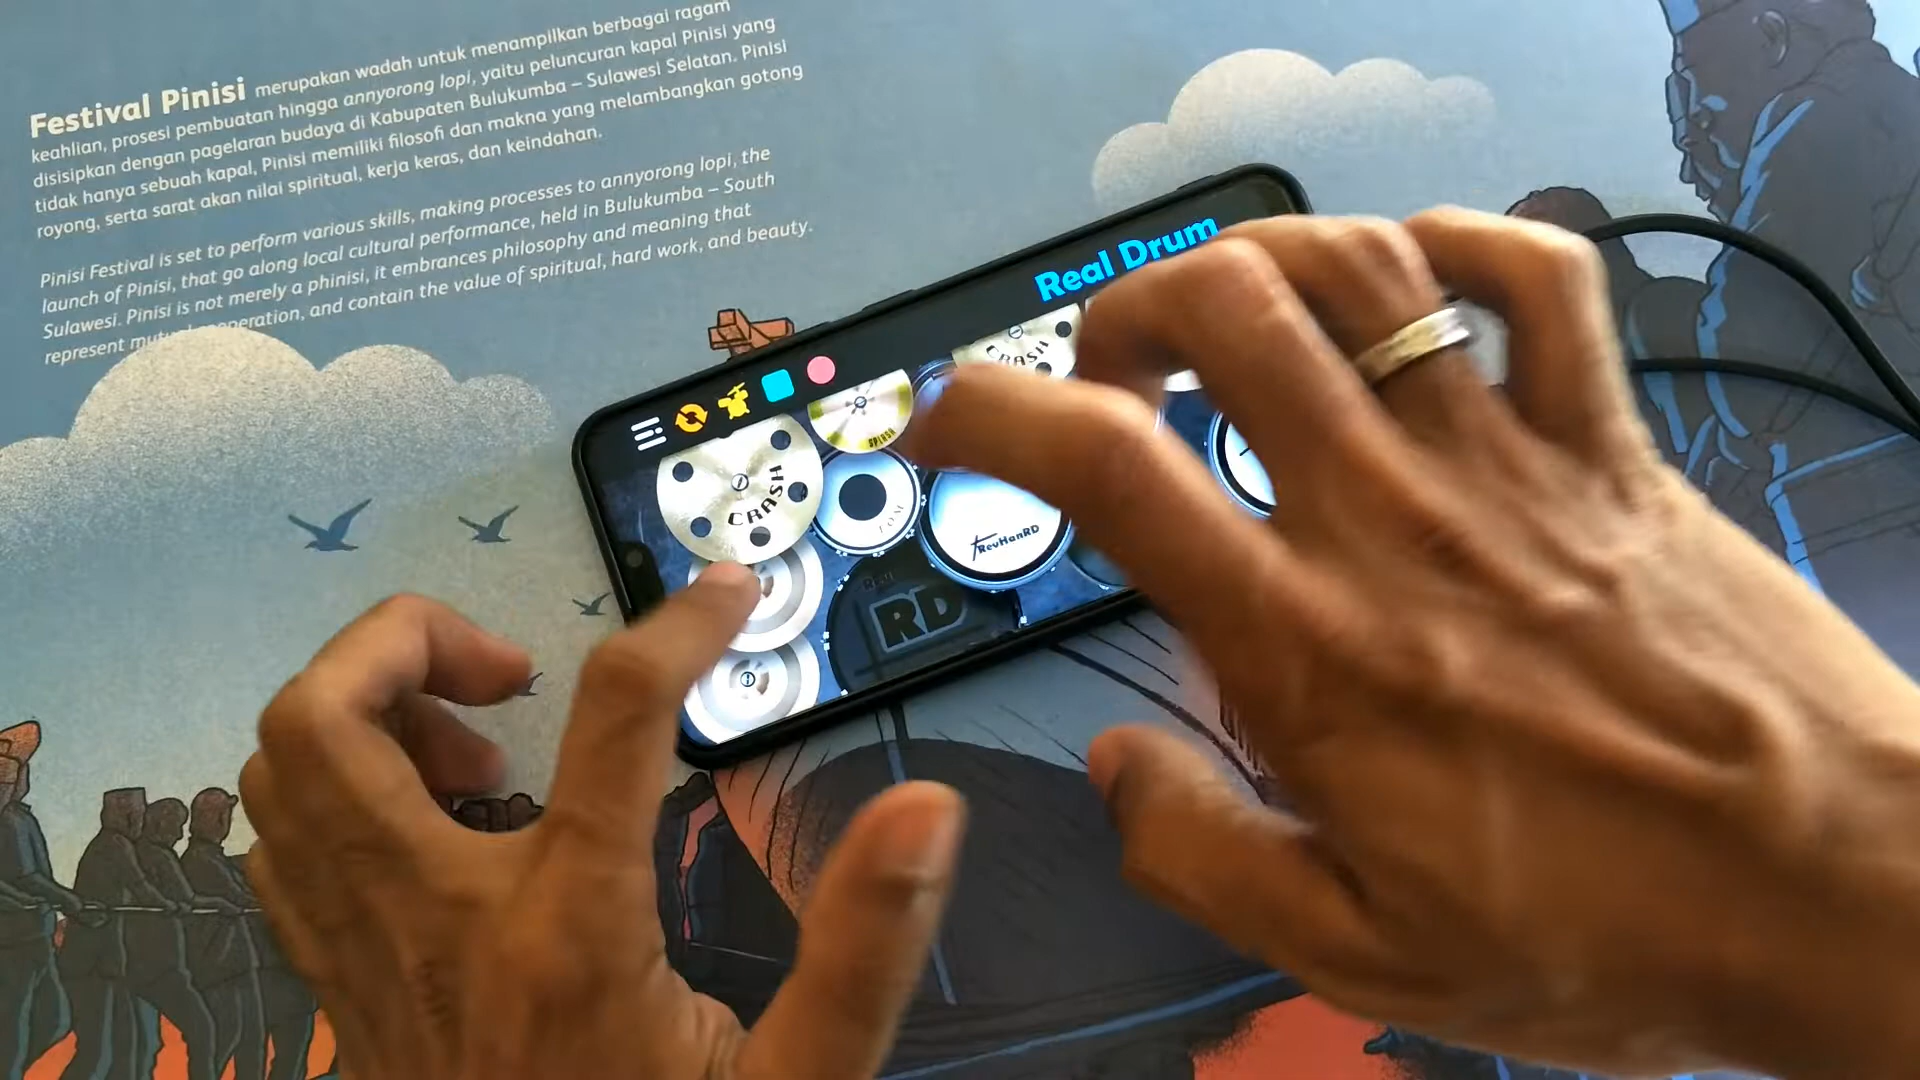 Festival Pinisi merupakan wadah untuk menampilkan berbagai ragam
keahlian, prosesi pembuatan hingga annyorong lopi, yaitu peluncuran kapal Pinisi yang
disisipkan dengan pagelaran budaya di Kabupaten Bulukumba – Sulawesi Selatan. Pinisi
tidak hanya sebuah kapal, Pinisi memiliki filosofi dan makna yang melambangkan gotong
royong, serta sarat akan nilai spiritual, kerja keras, dan keindahan.
Pinisi Festival is set to perform various skills, making processes to annyorong lopi, the
launch of Pinisi, that go along local cultural performance, held in Bulukumba – South
Sulawesi. Pinisi is not merely a phinisi, it embraces philosophy and meaning that
represent mutual operation, and contain the value of spiritual, hard work, and beauty.
Real Drum
CRASH
SPLASH
CRASH
TOM
RevHanRD
RD